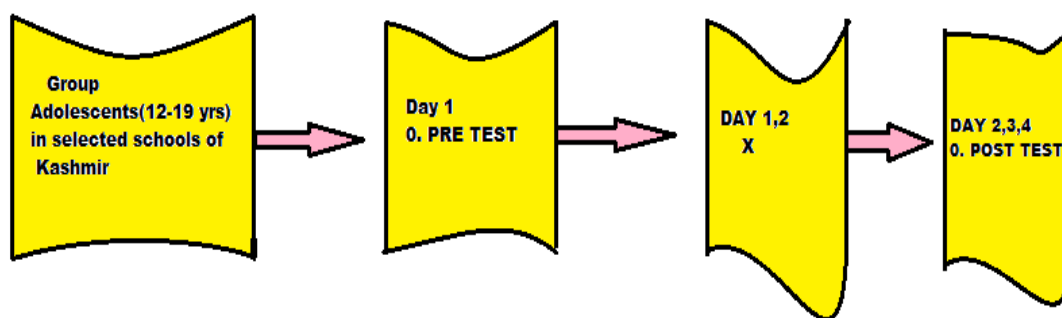 Group
Adolescents(12-19 yrs)
in selected schools of
Kashmir
Day 1
0. PRE TEST
DAY 1,2
X
DAY 2,3,4
0. POST TEST